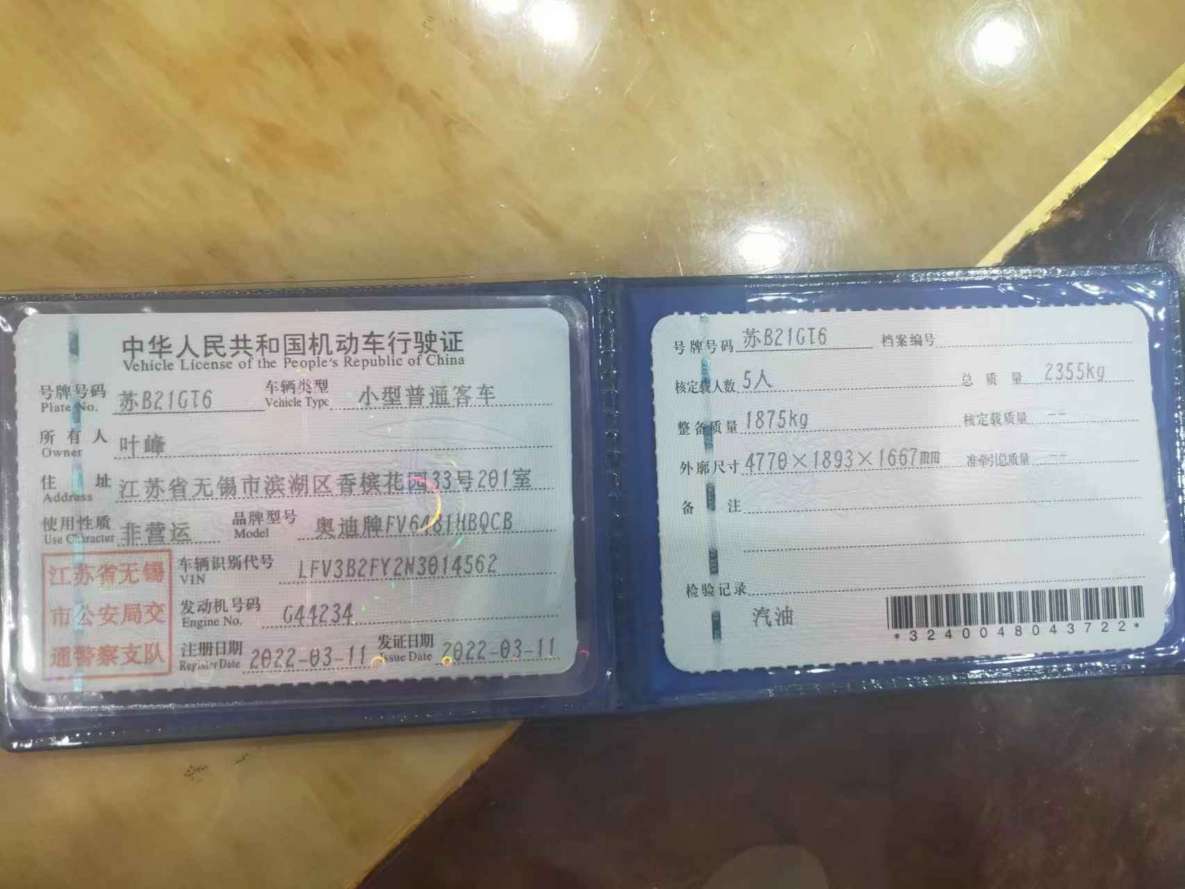 中华人民共和国机动车行驶证
Vehicle License of the People's Republic of China
号牌号码 苏B21GT6 车辆类型 小型普通客车
Plate No. Vehicle Type
所有人 叶峰
Owner
住址 江苏省无锡市滨湖区香槟花园33号201室
Address
使用性质 非营运 品牌型号 奥迪牌FV6481HBQCB
Use Character Model
江苏省无锡
市公安局交
通警察支队
车辆识别代号 LFV3B2FY2N3014562
VIN
发动机号码 G44234
Engine No.
注册日期 2022-03-11 发证日期 2022-03-11
Register Date Issue Date
号牌号码 苏B21GT6 档案编号
核定载人数 5人 总质量 2355kg
整备质量 1875kg 核定载质量 --
外廓尺寸 4770×1893×1667mm 准牵引总质量 --
备注
检验记录
汽油
*3240048043722*